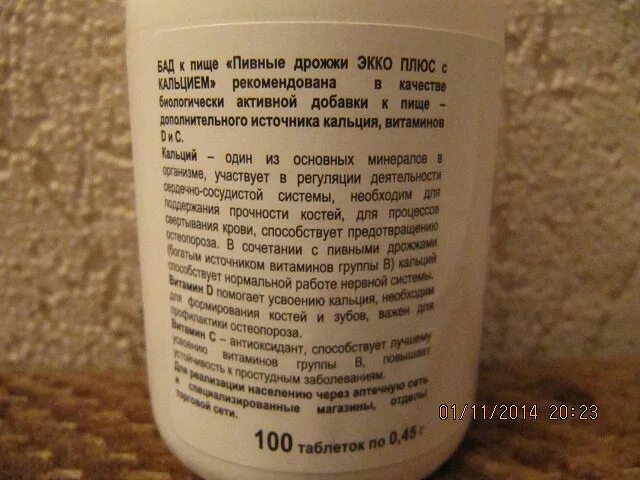 БАД к пище «Пивные дрожжи ЭККО ПЛЮС с
КАЛЬЦИЕМ» рекомендована в качестве
биологически активной добавки к пище –
дополнительного источника кальция, витаминов
D и С.
Кальций – один из основных минералов в
организме, участвует в регуляции деятельности
сердечно-сосудистой системы, необходим для
поддержания прочности костей, для процессов
свертывания крови, способствует предотвращению
остеопороза. В сочетании с пивными дрожжами
(богатым источником витаминов группы В) кальций
способствует нормальной работе нервной системы.
Витамин D помогает усвоению кальция, необходим
для формирования костей и зубов, важен для
профилактики остеопороза.
Витамин С – антиоксидант, способствует лучшему
усвоению витаминов группы В, повышает
устойчивость к простудным заболеваниям.
Для реализации населению через аптечную сеть
и специализированные магазины, отделы
торговой сети.
100 таблеток по 0,45 г
01/11/2014 20:23